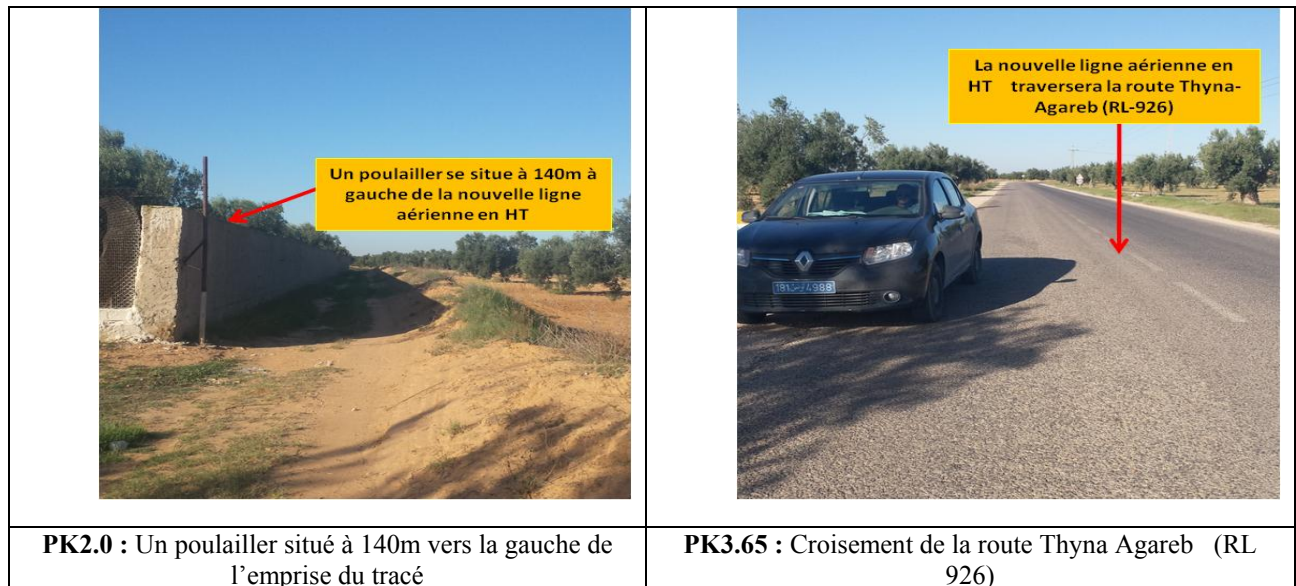 Un poulailler se situe à 140m à
gauche de la nouvelle ligne
aérienne en HT
La nouvelle ligne aérienne en
HT traversera la route Thyna-
Agareb (RL-926)
PK2.0 : Un poulailler situé à 140m vers la gauche de
l'emprise du tracé
PK3.65 : Croisement de la route Thyna Agareb (RL
926)